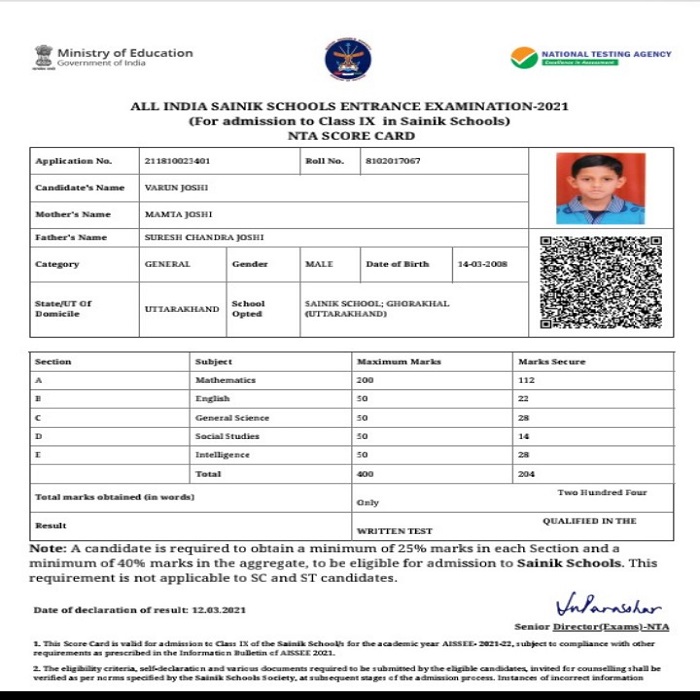 Ministry of Education
Government of India
NATIONAL TESTING AGENCY
Excellence in Assessment
ALL INDIA SAINIK SCHOOLS ENTRANCE EXAMINATION-2021
(For admission to Class IX in Sainik Schools)
NTA SCORE CARD
Application No. 211810023401 Roll No. 8102017067
Candidate's Name VARUN JOSHI
Mother's Name MAMTA JOSHI
Father's Name SURESH CHANDRA JOSHI
Category GENERAL Gender MALE Date of Birth 14-03-2008
State/UT Of Domicile UTTARAKHAND School Opted SAINIK SCHOOL; GHORAKHAL (UTTARAKHAND)
Section Subject Maximum Marks Marks Secure
A Mathematics 200 112
B English 50 22
C General Science 50 28
D Social Studies 50 14
E Intelligence 50 28
Total 400 204
Total marks obtained (in words) Two Hundred Four Only
Result QUALIFIED IN THE WRITTEN TEST
Note: A candidate is required to obtain a minimum of 25% marks in each Section and a
minimum of 40% marks in the aggregate, to be eligible for admission to Sainik Schools. This
requirement is not applicable to SC and ST candidates.
Date of declaration of result: 12.03.2021
Senior Director(Exams)-NTA
1. This Score Card is valid for admission to Class IX of the Sainik School/s for the academic year AISSEE- 2021-22, subject to compliance with other
requirements as prescribed in the Information Bulletin of AISSEE 2021.
2. The eligibility criteria, self-declaration and various documents required to be submitted by the eligible candidates, invited for counselling shall be
verified as per norms specified by the Sainik Schools Society, at subsequent stages of the admission process. Instances of incorrect information